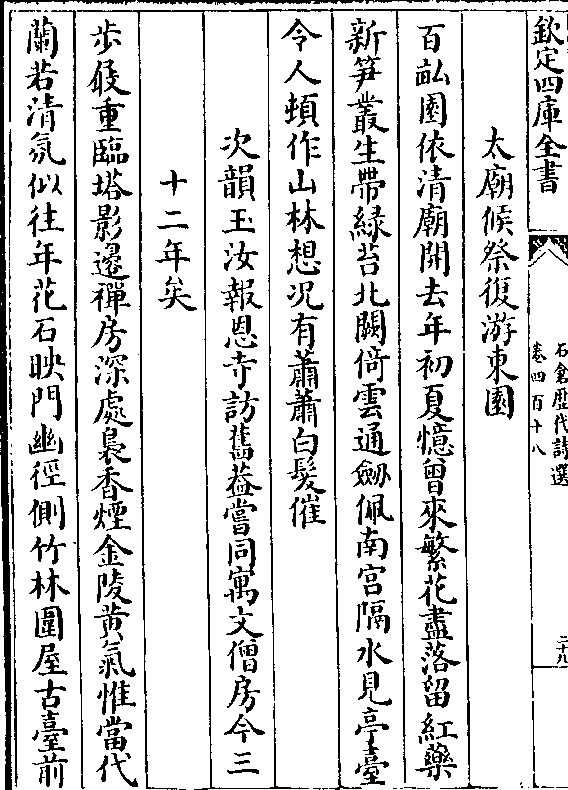 欽定四庫全書
石倉歷代詩選
卷四百十八
二十九
太廟候祭復游東園
百畝園依清廟開去年初夏憶曾來繁花盡落留紅藥
新笋叢生帶緑苔北闕倚雲通劔佩南宫隔水見亭臺
令人頓作山林想况有蕭蕭白髮催
次韻玉汝報恩寺訪舊葢嘗同寓文僧房今三
十二年矣
歩屐重臨塔影邊禪房深處裊香煙金陵黄氣惟當代
蘭若清氛似往年花石映門幽徑側竹林圍屋古臺前